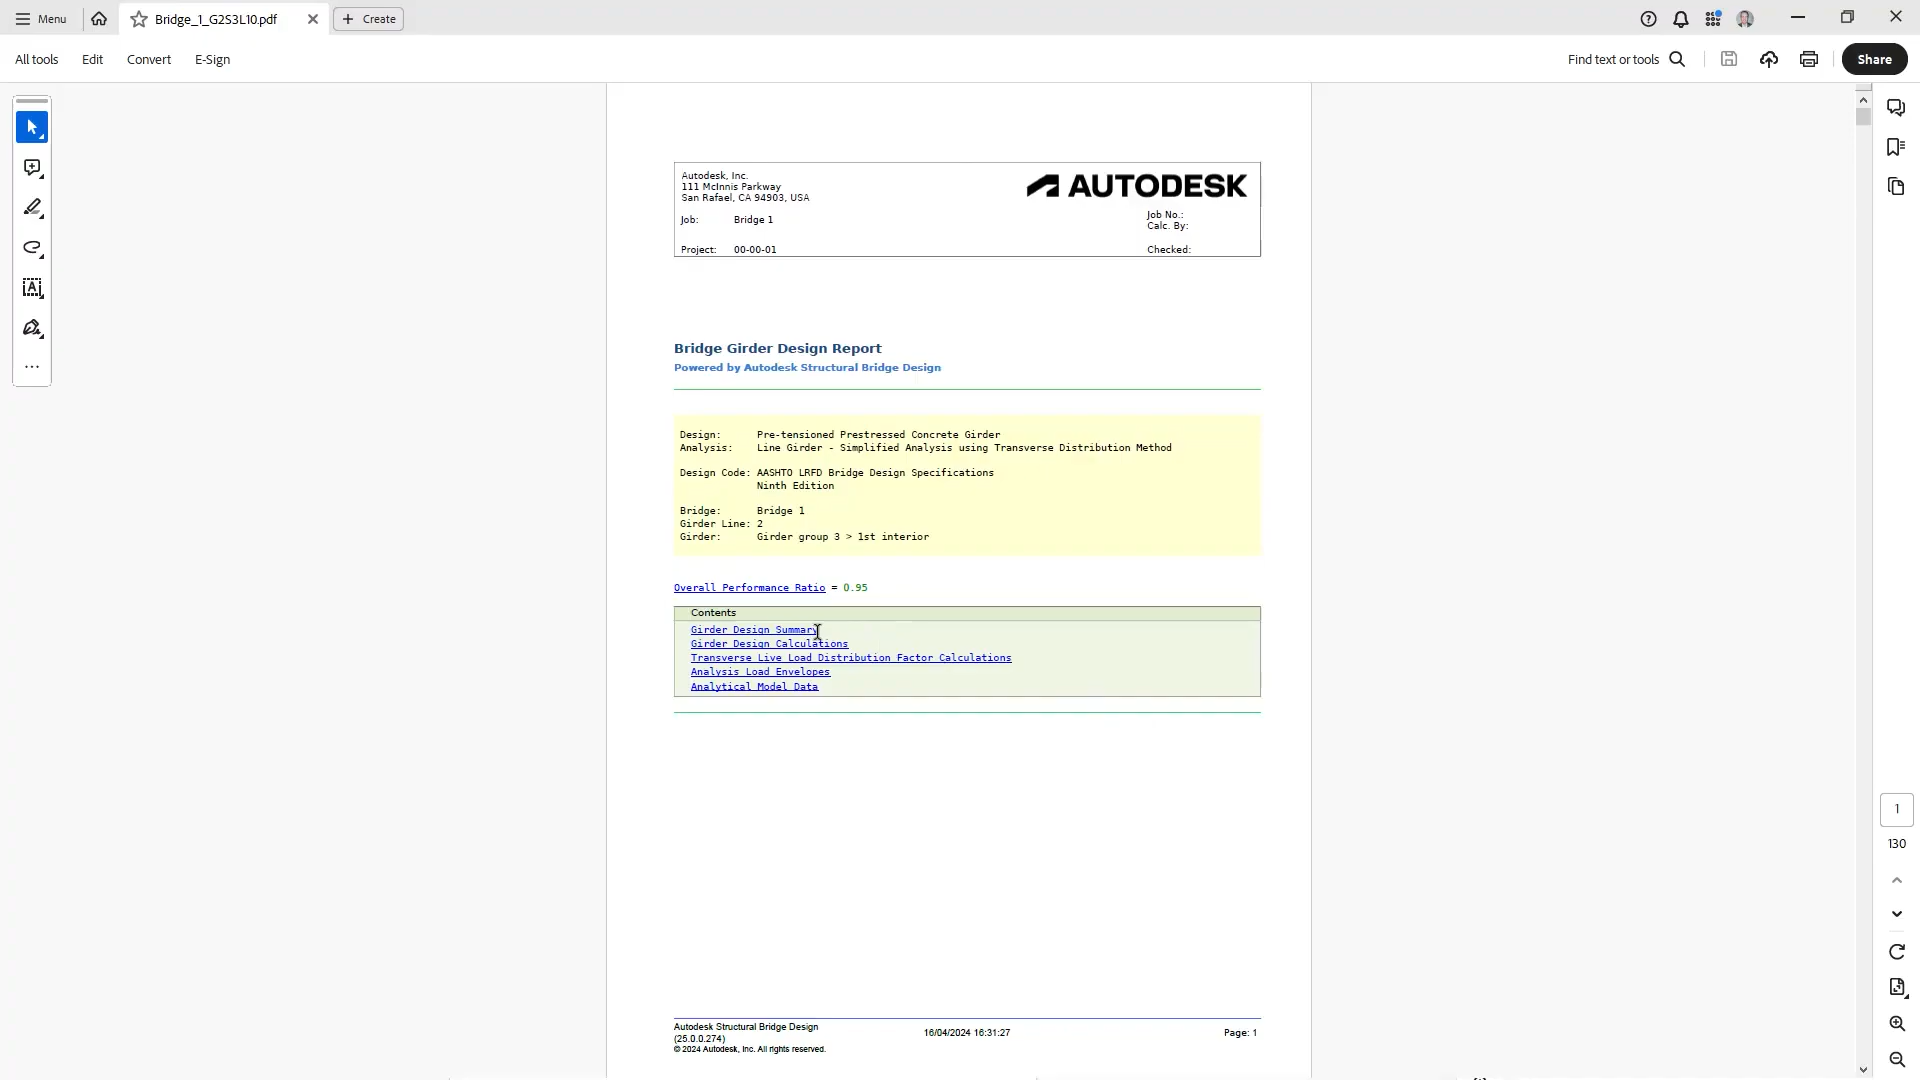 Menu
Bridge_1_G2S3L10.pdf
Create
All tools
Edit
Convert
E-Sign
Find text or tools
Share
Autodesk, Inc.
111 McInnis Parkway
San Rafael, CA 94903, USA
AUTODESK
Job: Bridge 1
Job No.:
Calc. By:
Project: 00-00-01
Checked:
Bridge Girder Design Report
Powered by Autodesk Structural Bridge Design
Design: Pre-tensioned Prestressed Concrete Girder
Analysis: Line Girder - Simplified Analysis using Transverse Distribution Method
Design Code: AASHTO LRFD Bridge Design Specifications
Ninth Edition
Bridge: Bridge 1
Girder Line: 2
Girder: Girder group 3 > 1st interior
Overall Performance Ratio = 0.95
Contents
Girder Design Summary
Girder Design Calculations
Transverse Live Load Distribution Factor Calculations
Analysis Load Envelopes
Analytical Model Data
Autodesk Structural Bridge Design
(25.0.0.274)
© 2024 Autodesk, Inc. All rights reserved.
16/04/2024 16:31:27
Page: 1
1
130